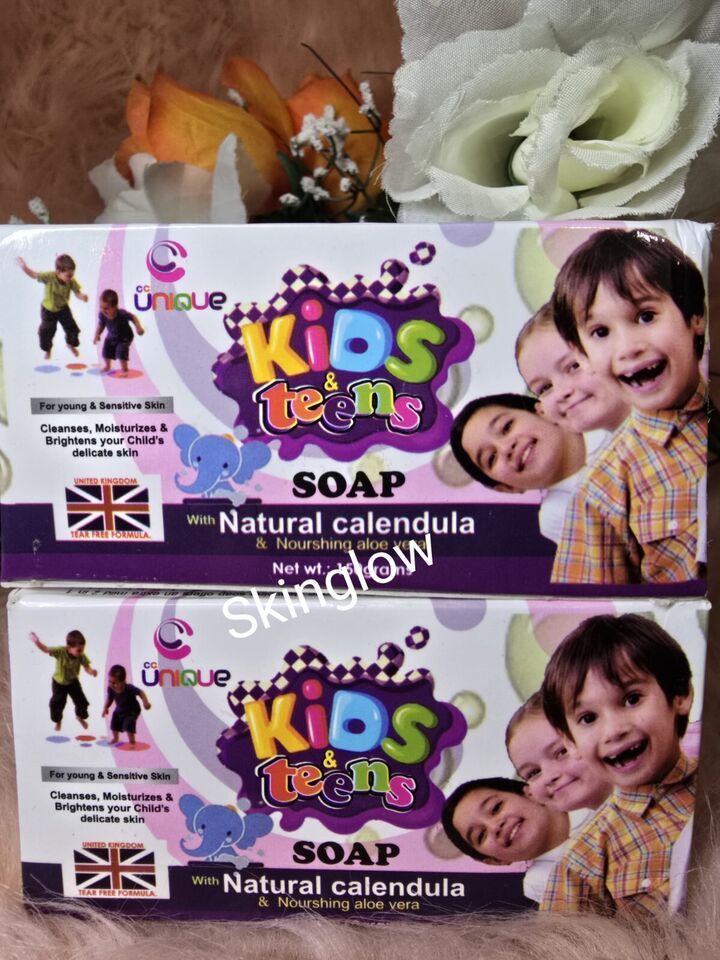 CC
UNIQUE
KiDS
&
teens
SOAP
For young & Sensitive Skin
Cleanses, Moisturizes &
Brightens your Child's
delicate skin
UNITED KINGDOM
TEAR FREE FORMULA.
With Natural calendula
& Nourshing aloe vera
Net wt.: 150grams
Skinglow
CC
UNIQUE
KiDS
&
teens
SOAP
For young & Sensitive Skin
Cleanses, Moisturizes &
Brightens your Child's
delicate skin
UNITED KINGDOM
TEAR FREE FORMULA.
With Natural calendula
& Nourshing aloe vera